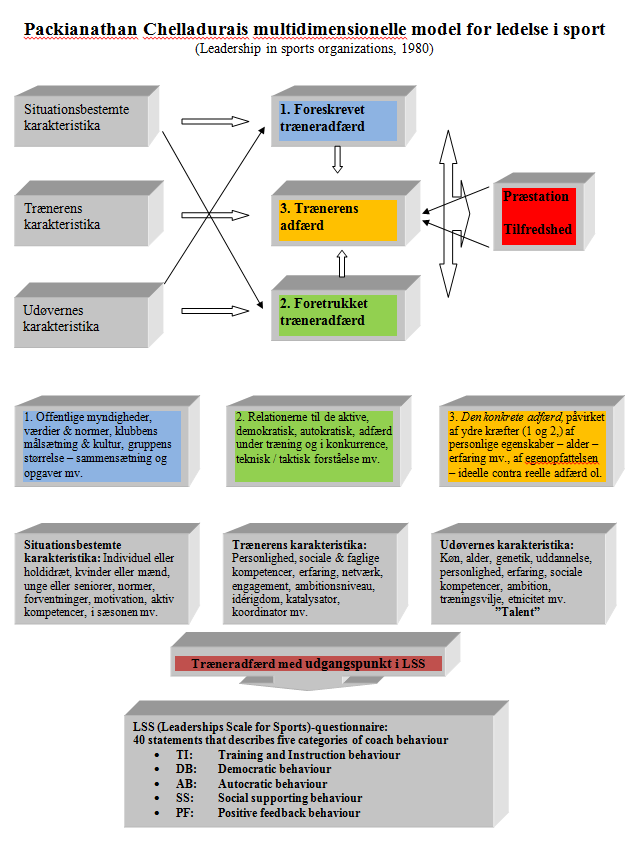 Packianathan Chelladurais multidimensionelle model for ledelse i sport
(Leadership in sports organizations, 1980)
Situationsbestemte
karakteristika
1. Foreskrevet
træneradfærd
Trænerens
karakteristika
3. Trænerens
adfærd
Præstation
Tilfredshed
Udøvernes
karakteristika
2. Foretrukket
træneradfærd
1. Offentlige myndigheder,
værdier & normer, klubbens
målsætning & kultur, gruppens
størrelse – sammensætning og
opgaver mv.
2. Relationerne til de aktive,
demokratisk, autokratisk, adfærd
under træning og i konkurrence,
teknisk / taktisk forståelse mv.
3. Den konkrete adfærd, påvirket
af ydre kræfter (1 og 2,) af
personlige egenskaber – alder –
erfaring mv., af egenopfattelsen
– ideelle contra reelle adfærd ol.
Situationsbestemte
karakteristika: Individuel eller
holdidræt, kvinder eller mænd,
unge eller seniorer, normer,
forventninger, motivation, aktiv
kompetencer, i sæsonen mv.
Trænerens karakteristika:
Personlighed, sociale & faglige
kompetencer, erfaring, netværk,
engagement, ambitionsniveau,
idérigdom, katalysator,
koordinator mv.
Udøvernes karakteristika:
Køn, alder, genetik, uddannelse,
personlighed, erfaring, sociale
kompetencer, ambition,
træningsvilje, etnicitet mv.
"Talent"
Træneradfærd med udgangspunkt i LSS
LSS (Leaderships Scale for Sports)-questionnaire:
40 statements that describes five categories of coach behaviour
• TI: Training and Instruction behaviour
• DB: Democratic behaviour
• AB: Autocratic behaviour
• SS: Social supporting behaviour
• PF: Positive feedback behaviour